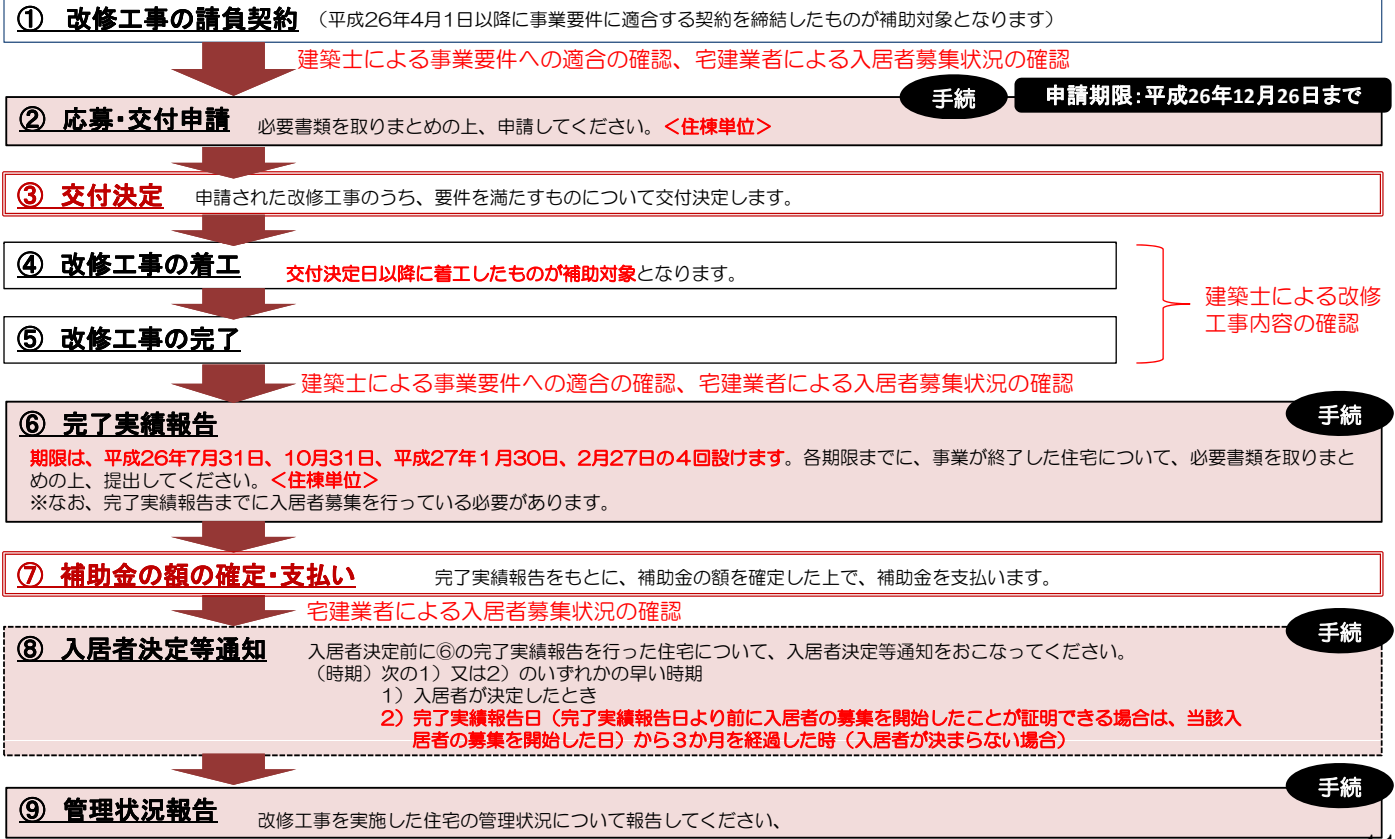 ① 改修工事の請負契約 （平成26年4月1日以降に事業要件に適合する契約を締結したものが補助対象となります）
建築士による事業要件への適合の確認、宅建業者による入居者募集状況の確認
手続 申請期限：平成26年12月26日まで
② 応募・交付申請 必要書類を取りまとめの上、申請してください。＜住棟単位＞
③ 交付決定 申請された改修工事のうち、要件を満たすものについて交付決定します。
④ 改修工事の着工 交付決定日以降に着工したものが補助対象となります。
建築士による改修
工事内容の確認
⑤ 改修工事の完了
建築士による事業要件への適合の確認、宅建業者による入居者募集状況の確認
手続
⑥ 完了実績報告
期限は、平成26年7月31日、10月31日、平成27年１月30日、2月27日の４回設けます。各期限までに、事業が終了した住宅について、必要書類を取りまと
めの上、提出してください。＜住棟単位＞
※なお、完了実績報告までに入居者募集を行っている必要があります。
⑦ 補助金の額の確定・支払い 完了実績報告をもとに、補助金の額を確定した上で、補助金を支払います。
宅建業者による入居者募集状況の確認
手続
⑧ 入居者決定等通知 入居者決定前に⑥の完了実績報告を行った住宅について、入居者決定等通知をおこなってください。
（時期）次の1）又は2）のいずれかの早い時期
1）入居者が決定したとき
2）完了実績報告日（完了実績報告日より前に入居者の募集を開始したことが証明できる場合は、当該入
居者の募集を開始した日）から３か月を経過した時（入居者が決まらない場合）
手続
⑨ 管理状況報告 改修工事を実施した住宅の管理状況について報告してください、